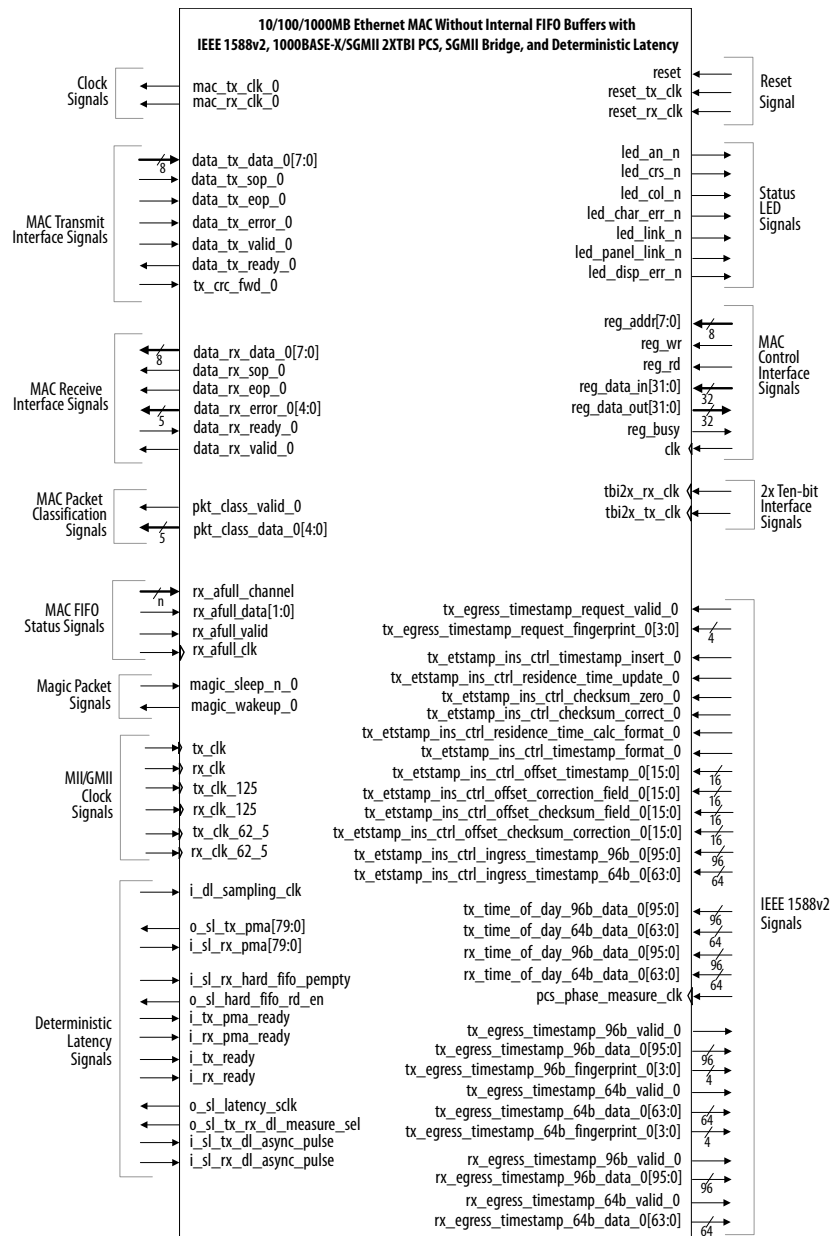 10/100/1000MB Ethernet MAC Without Internal FIFO Buffers with
IEEE 1588v2, 1000BASE-X/SGMII 2XTBI PCS, SGMII Bridge, and Deterministic Latency
Clock
Signals
mac_tx_clk_0
mac_rx_clk_0
MAC Transmit
Interface Signals
8
data_tx_data_0[7:0]
data_tx_sop_0
data_tx_eop_0
data_tx_error_0
data_tx_valid_0
data_tx_ready_0
tx_crc_fwd_0
MAC Receive
Interface Signals
8
data_rx_data_0[7:0]
data_rx_sop_0
data_rx_eop_0
5
data_rx_error_0[4:0]
data_rx_ready_0
data_rx_valid_0
MAC Packet
Classification
Signals
pkt_class_valid_0
5
pkt_class_data_0[4:0]
MAC FIFO
Status Signals
n
rx_afull_channel
rx_afull_data[1:0]
rx_afull_valid
rx_afull_clk
Magic Packet
Signals
magic_sleep_n_0
magic_wakeup_0
MII/GMII
Clock
Signals
tx_clk
rx_clk
tx_clk_125
rx_clk_125
tx_clk_62_5
rx_clk_62_5
Deterministic
Latency
Signals
i_dl_sampling_clk
o_sl_tx_pma[79:0]
i_sl_rx_pma[79:0]
i_sl_rx_hard_fifo_pempty
o_sl_hard_fifo_rd_en
i_tx_pma_ready
i_rx_pma_ready
i_tx_ready
i_rx_ready
o_sl_latency_sclk
o_sl_tx_rx_dl_measure_sel
i_sl_tx_dl_async_pulse
i_sl_rx_dl_async_pulse
reset
reset_tx_clk
reset_rx_clk
Reset
Signal
led_an_n
led_crs_n
led_col_n
led_char_err_n
led_link_n
led_panel_link_n
led_disp_err_n
Status
LED
Signals
reg_addr[7:0]
8
reg_wr
reg_rd
reg_data_in[31:0]
32
reg_data_out[31:0]
32
reg_busy
clk
MAC
Control
Interface
Signals
tbi2x_rx_clk
tbi2x_tx_clk
2x Ten-bit
Interface
Signals
tx_egress_timestamp_request_valid_0
tx_egress_timestamp_request_fingerprint_0[3:0]
4
tx_etstamp_ins_ctrl_timestamp_insert_0
tx_etstamp_ins_ctrl_residence_time_update_0
tx_etstamp_ins_ctrl_checksum_zero_0
tx_etstamp_ins_ctrl_checksum_correct_0
tx_etstamp_ins_ctrl_residence_time_calc_format_0
tx_etstamp_ins_ctrl_timestamp_format_0
tx_etstamp_ins_ctrl_offset_timestamp_0[15:0]
16
tx_etstamp_ins_ctrl_offset_correction_field_0[15:0]
16
tx_etstamp_ins_ctrl_offset_checksum_field_0[15:0]
16
tx_etstamp_ins_ctrl_offset_checksum_correction_0[15:0]
16
tx_etstamp_ins_ctrl_ingress_timestamp_96b_0[95:0]
96
tx_etstamp_ins_ctrl_ingress_timestamp_64b_0[63:0]
64
tx_time_of_day_96b_data_0[95:0]
96
tx_time_of_day_64b_data_0[63:0]
64
rx_time_of_day_96b_data_0[95:0]
96
rx_time_of_day_64b_data_0[63:0]
64
pcs_phase_measure_clk
tx_egress_timestamp_96b_valid_0
tx_egress_timestamp_96b_data_0[95:0]
96
tx_egress_timestamp_96b_fingerprint_0[3:0]
4
tx_egress_timestamp_64b_valid_0
tx_egress_timestamp_64b_data_0[63:0]
64
tx_egress_timestamp_64b_fingerprint_0[3:0]
4
rx_egress_timestamp_96b_valid_0
rx_egress_timestamp_96b_data_0[95:0]
96
rx_egress_timestamp_64b_valid_0
rx_egress_timestamp_64b_data_0[63:0]
64
IEEE 1588v2
Signals